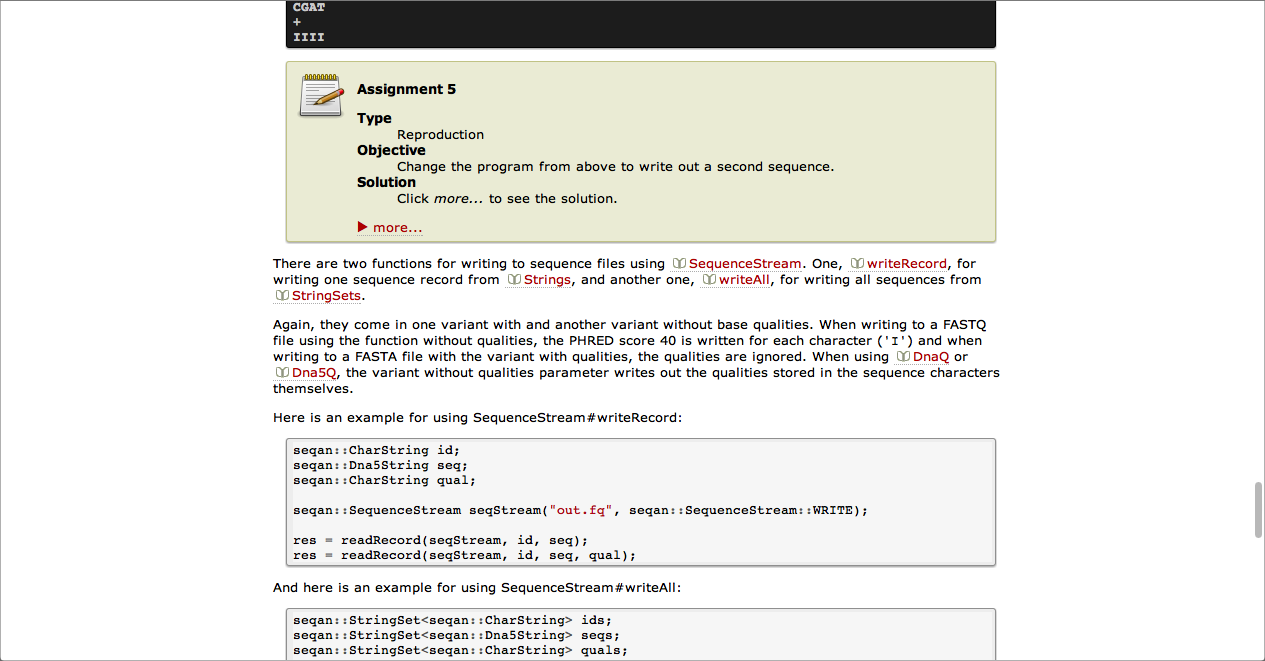 CGAT
+
IIII
Assignment 5
Type
Reproduction
Objective
Change the program from above to write out a second sequence.
Solution
Click more... to see the solution.
more...
There are two functions for writing to sequence files using SequenceStream. One, writeRecord, for
writing one sequence record from Strings, and another one, writeAll, for writing all sequences from
StringSets.
Again, they come in one variant with and another variant without base qualities. When writing to a FASTQ
file using the function without qualities, the PHRED score 40 is written for each character ('I') and when
writing to a FASTA file with the variant with qualities, the qualities are ignored. When using DnaQ or
Dna5Q, the variant without qualities parameter writes out the qualities stored in the sequence characters
themselves.
Here is an example for using SequenceStream#writeRecord:
seqan::CharString id;
seqan::Dna5String seq;
seqan::CharString qual;
seqan::SequenceStream seqStream("out.fq", seqan::SequenceStream::WRITE);
res = readRecord(seqStream, id, seq);
res = readRecord(seqStream, id, seq, qual);
And here is an example for using SequenceStream#writeAll:
seqan::StringSet<seqan::CharString> ids;
seqan::StringSet<seqan::Dna5String> seqs;
seqan::StringSet<seqan::CharString> quals;